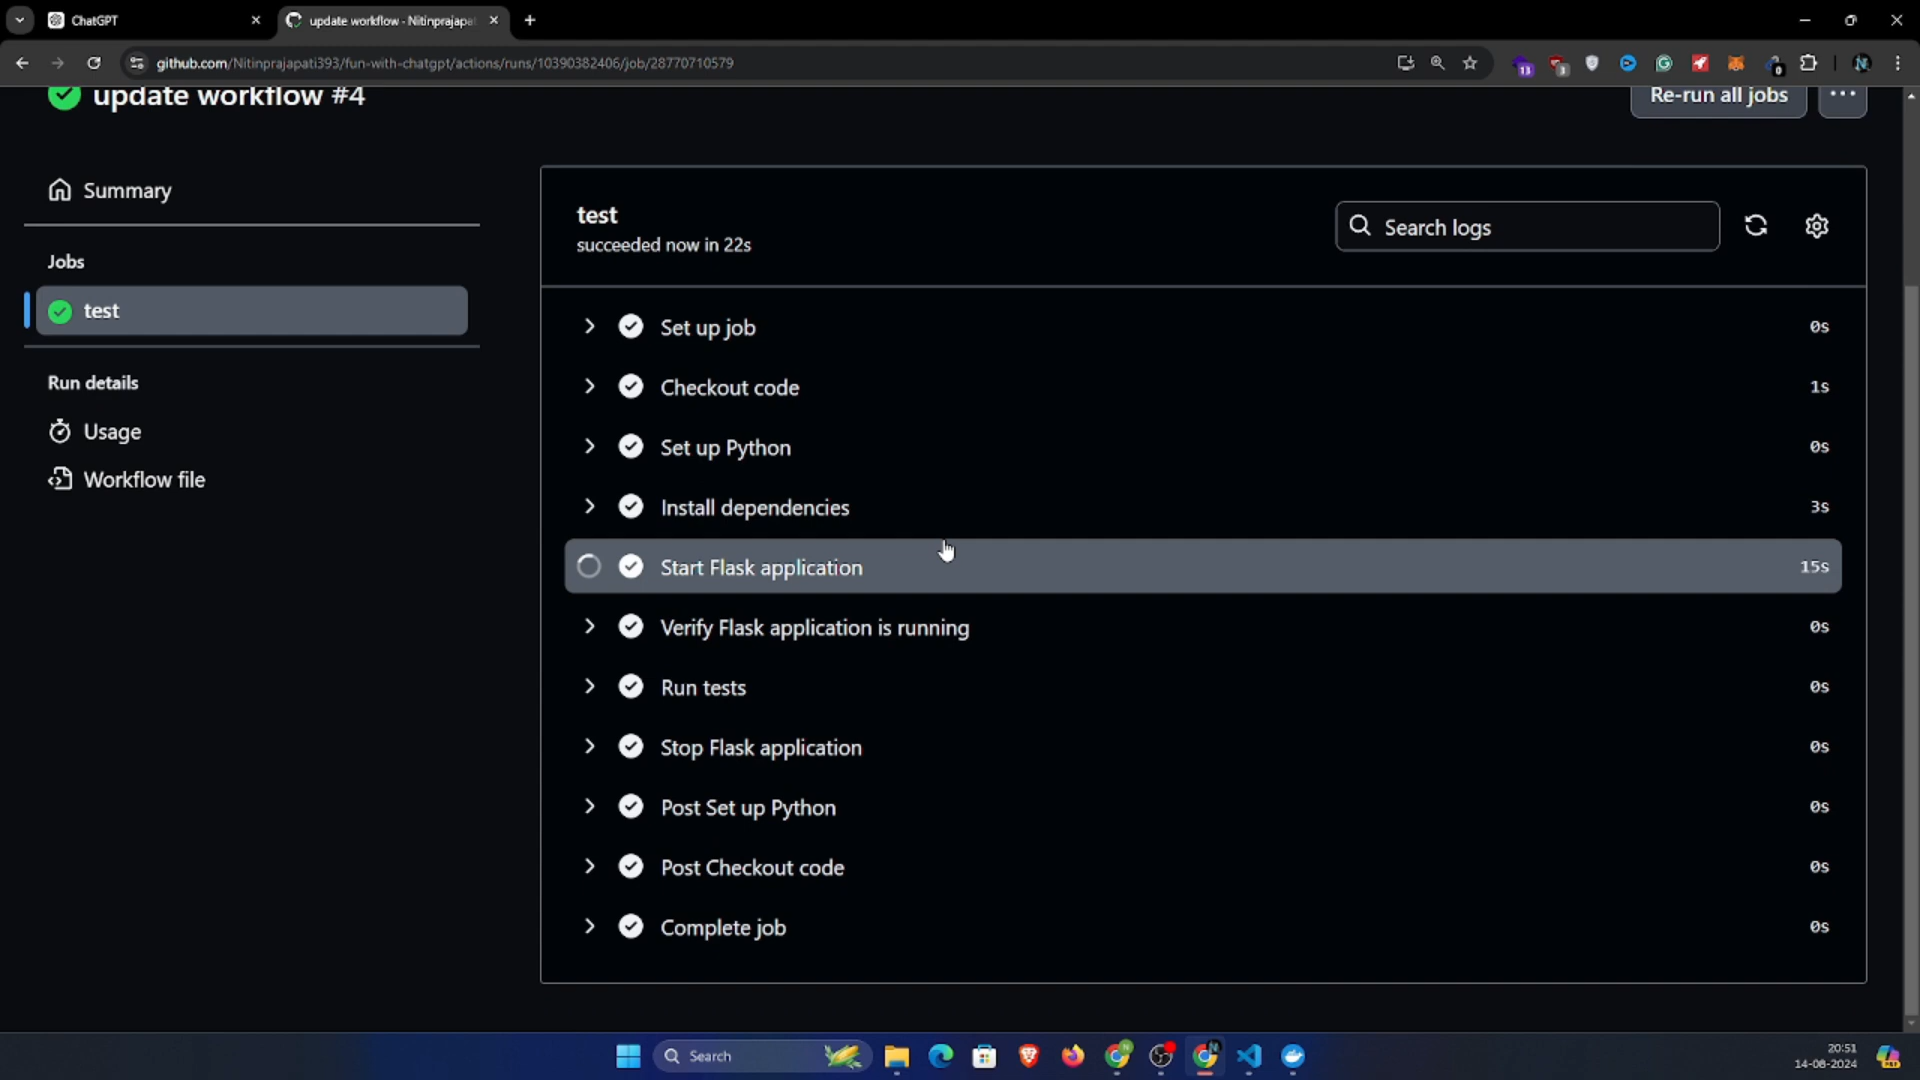 ChatGPT
update workflow · Nitinprajapa
github.com/Nitinprajapati393/fun-with-chatgpt/actions/runs/10390382406/job/28770710579
13
3
0
update workflow #4
Re-run all jobs
Summary
Jobs
test
Run details
Usage
Workflow file
test
succeeded now in 22s
Search logs
Set up job 0s
Checkout code 1s
Set up Python 0s
Install dependencies 3s
Start Flask application 15s
Verify Flask application is running 0s
Run tests 0s
Stop Flask application 0s
Post Set up Python 0s
Post Checkout code 0s
Complete job 0s
Search
20:51
14-08-2024